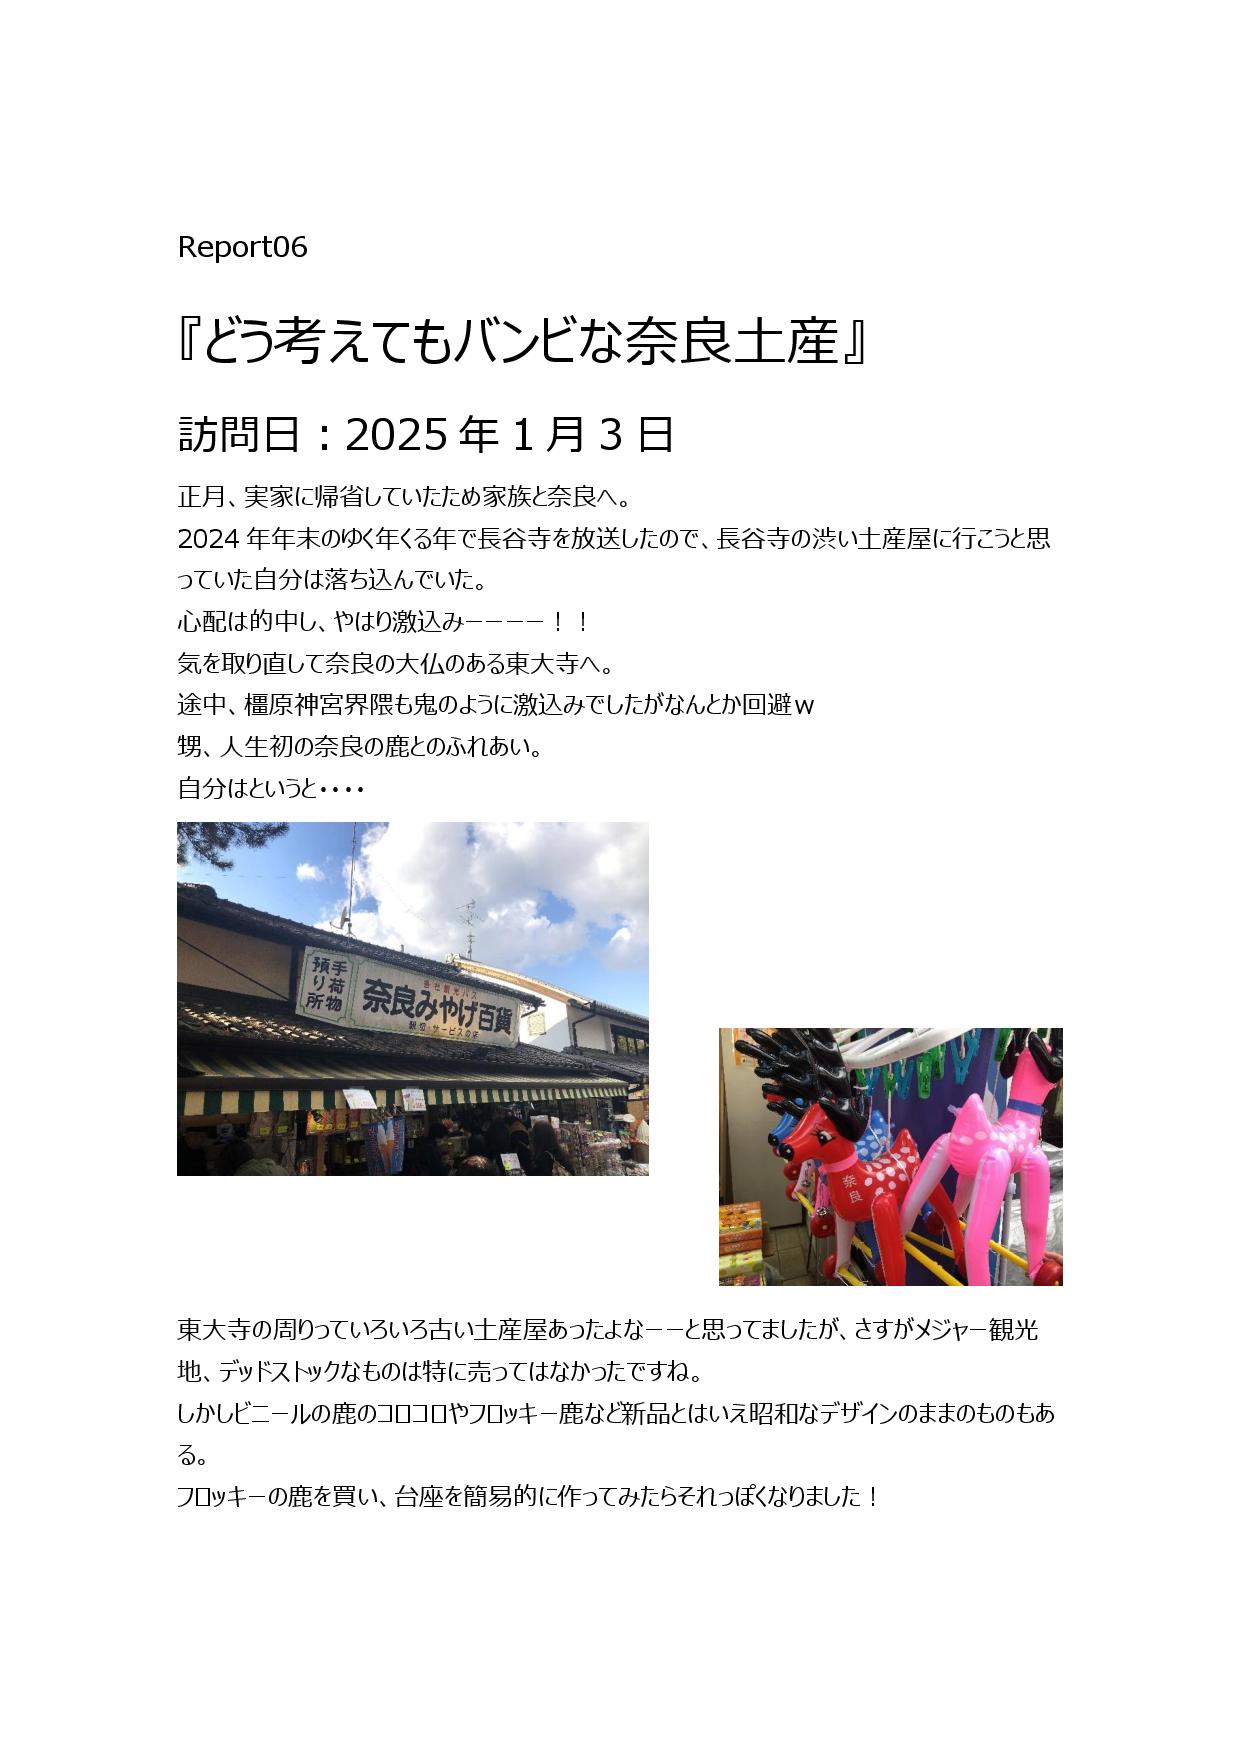 Report06
『どう考えてもバンビな奈良土産』
訪問日：2025年1月3日
正月、実家に帰省していたため家族と奈良へ。
2024年年末のゆく年くる年で長谷寺を放送したので、長谷寺の渋い土産屋に行こうと思
っていた自分は落ち込んでいた。
心配は的中し、やはり激込みーーーー！！
気を取り直して奈良の大仏のある東大寺へ。
途中、橿原神宮界隈も鬼のように激込みでしたがなんとか回避ｗ
甥、人生初の奈良の鹿とのふれあい。
自分はというと・・・・
手荷物
預り所
各社観光バス
奈良みやげ百貨
親切・サービスの店
奈良
東大寺の周りっていろいろ古い土産屋あったよなーーと思ってましたが、さすがメジャー観光
地、デッドストックなものは特に売ってはなかったですね。
しかしビニールの鹿のコロコロやフロッキー鹿など新品とはいえ昭和なデザインのままのものもあ
る。
フロッキーの鹿を買い、台座を簡易的に作ってみたらそれっぽくなりました！